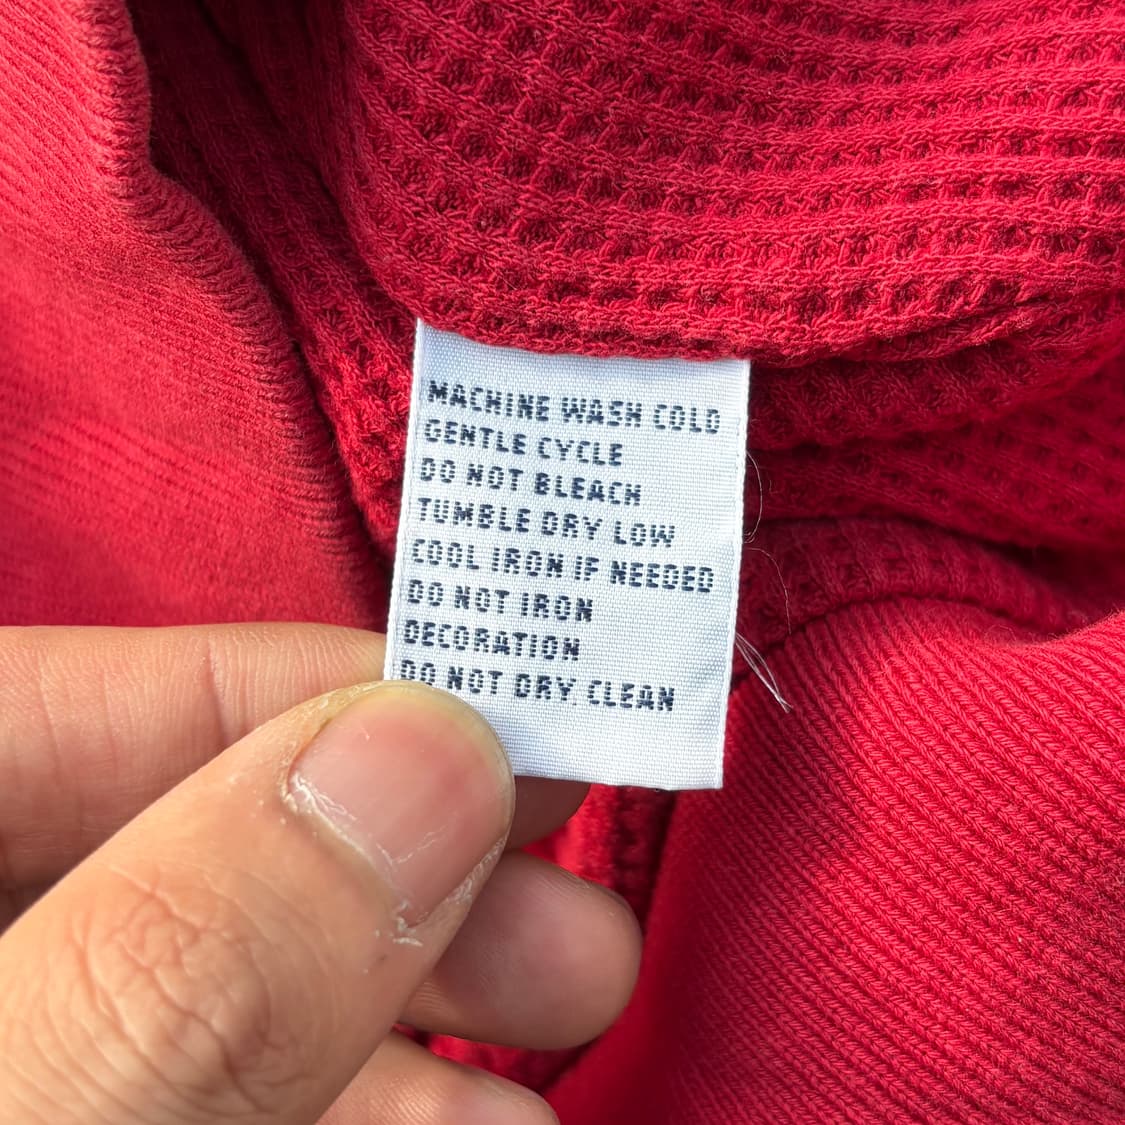 MACHINE WASH COLD
GENTLE CYCLE
DO NOT BLEACH
TUMBLE DRY LOW
COOL IRON IF NEEDED
DO NOT IRON
DECORATION
DO NOT DRY CLEAN